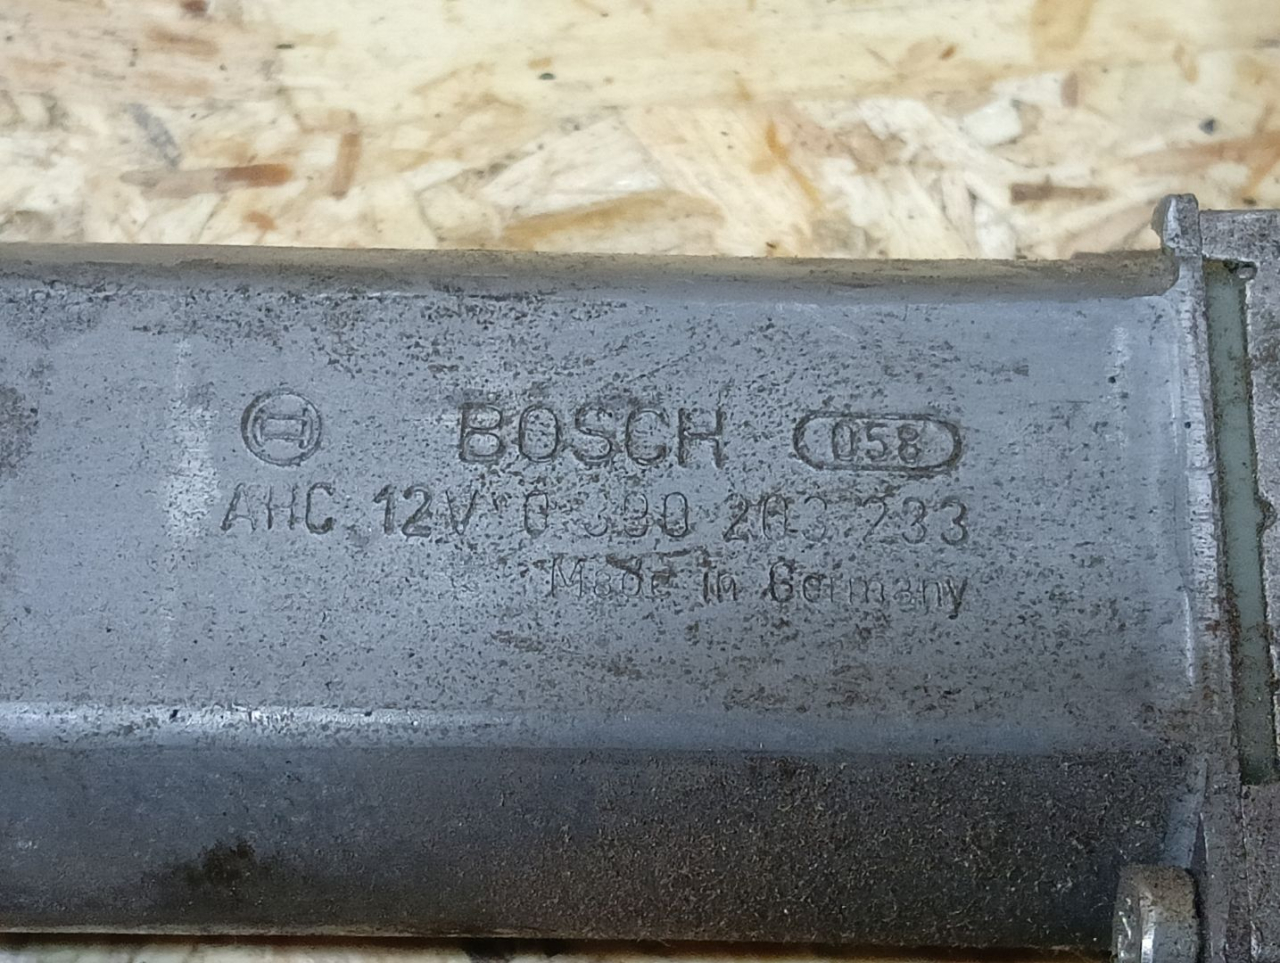 BOSCH 058
AHC 12V 0 390 203 233
Made in Germany